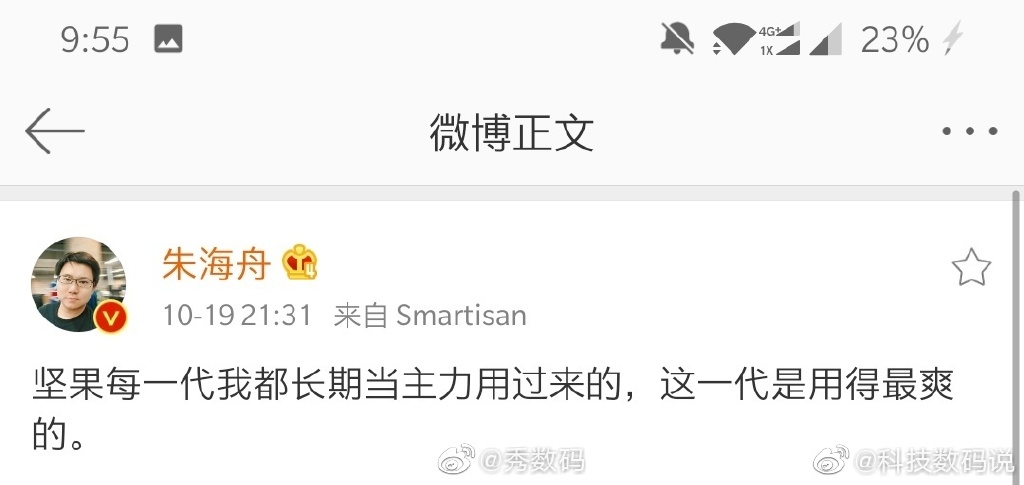 9:55 4G+ 1X 23%
微博正文
朱海舟 4
10-19 21:31 来自 Smartisan
坚果每一代我都长期当主力用过来的，这一代是用得最爽
的。
@秀数码 @科技数码说